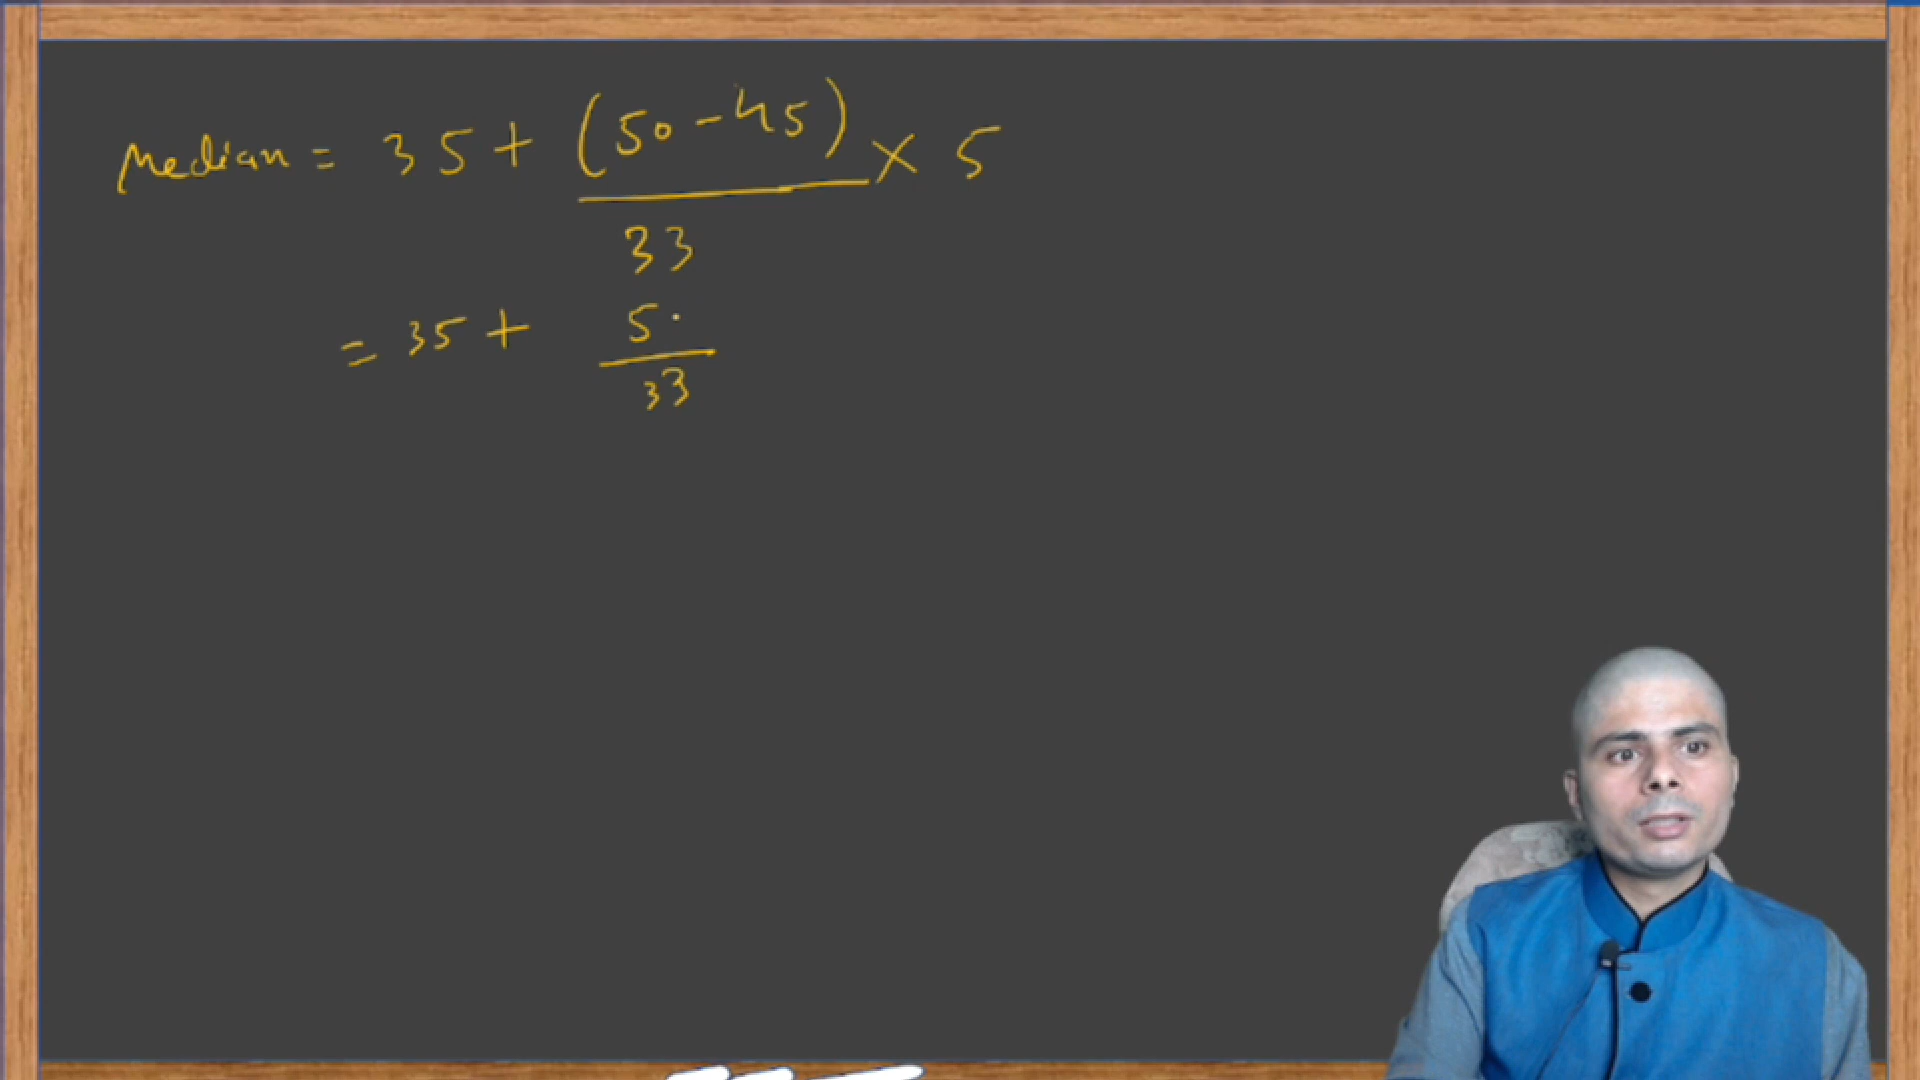 Median = 35 + (50-45)/33 × 5
= 35 + 5·/33